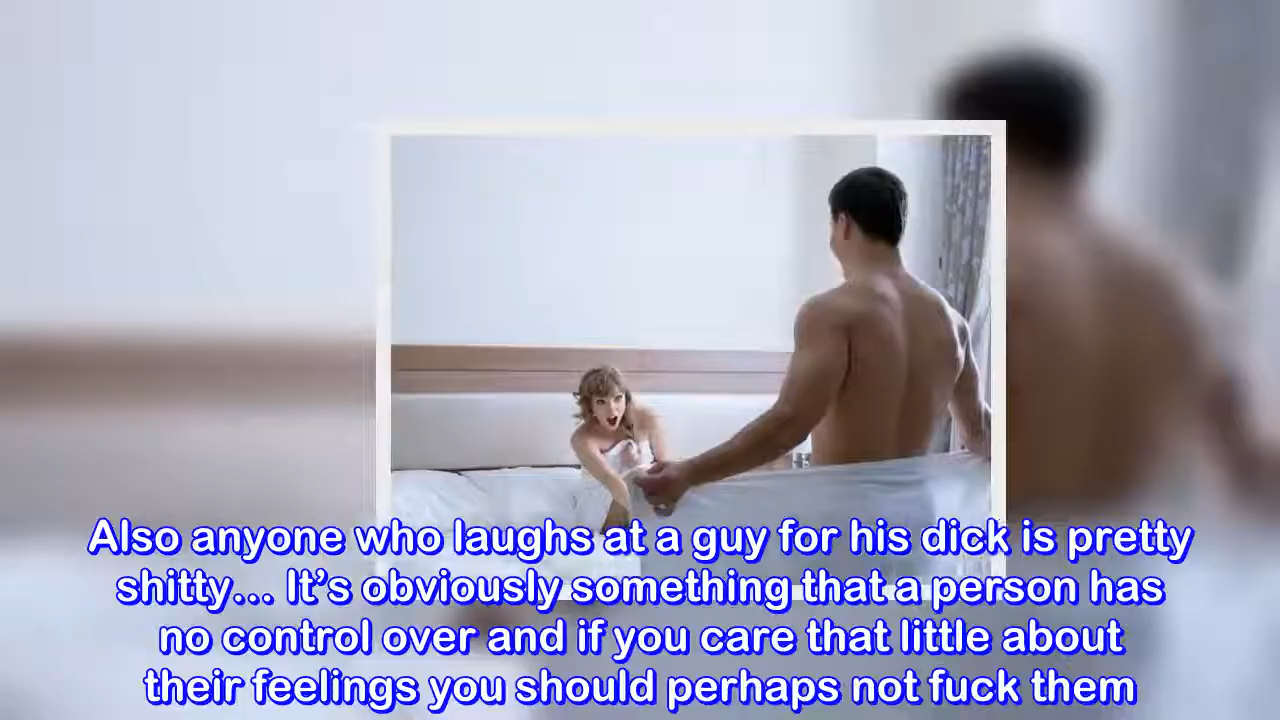 Also anyone who laughs at a guy for his dick is pretty
shitty... It’s obviously something that a person has
no control over and if you care that little about
their feelings you should perhaps not fuck them